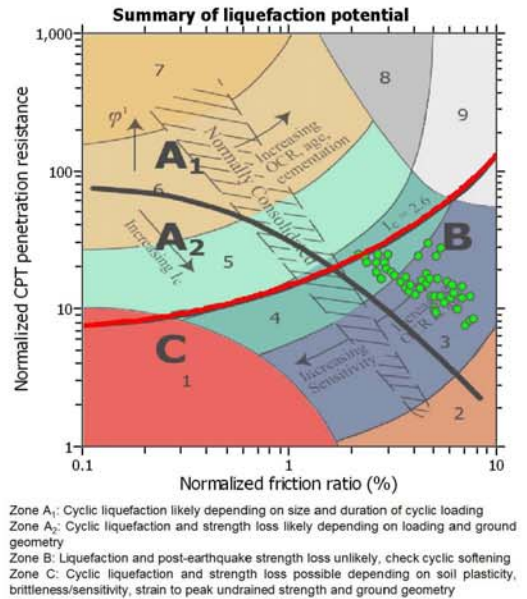 Summary of liquefaction potential
1,000
7
8
9
φ'
Normally Consolidated
Increasing
OCR, age,
cementation
A1
100
6
Ic = 2.6
A2
B
Increasing Ic
5
10
4
C
3
Increasing
Sensitivity
1
2
1
0.1
1
10
Normalized CPT penetration resistance
Normalized friction ratio (%)
Zone A1: Cyclic liquefaction likely depending on size and duration of cyclic loading
Zone A2: Cyclic liquefaction and strength loss likely depending on loading and ground
geometry
Zone B: Liquefaction and post-earthquake strength loss unlikely, check cyclic softening
Zone C: Cyclic liquefaction and strength loss possible depending on soil plasticity,
brittleness/sensitivity, strain to peak undrained strength and ground geometry